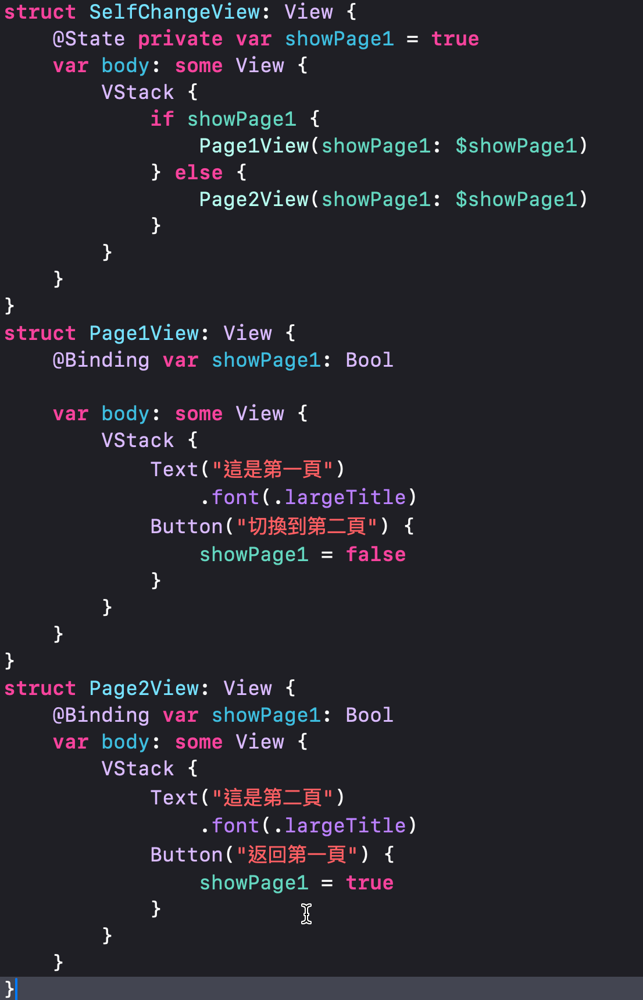 struct SelfChangeView: View {
    @State private var showPage1 = true
    var body: some View {
        VStack {
            if showPage1 {
                Page1View(showPage1: $showPage1)
            } else {
                Page2View(showPage1: $showPage1)
            }
        }
    }
}
struct Page1View: View {
    @Binding var showPage1: Bool

    var body: some View {
        VStack {
            Text("這是第一頁")
                .font(.largeTitle)
            Button("切換到第二頁") {
                showPage1 = false
            }
        }
    }
}
struct Page2View: View {
    @Binding var showPage1: Bool
    var body: some View {
        VStack {
            Text("這是第二頁")
                .font(.largeTitle)
            Button("返回第一頁") {
                showPage1 = true
            }
        }
    }
}